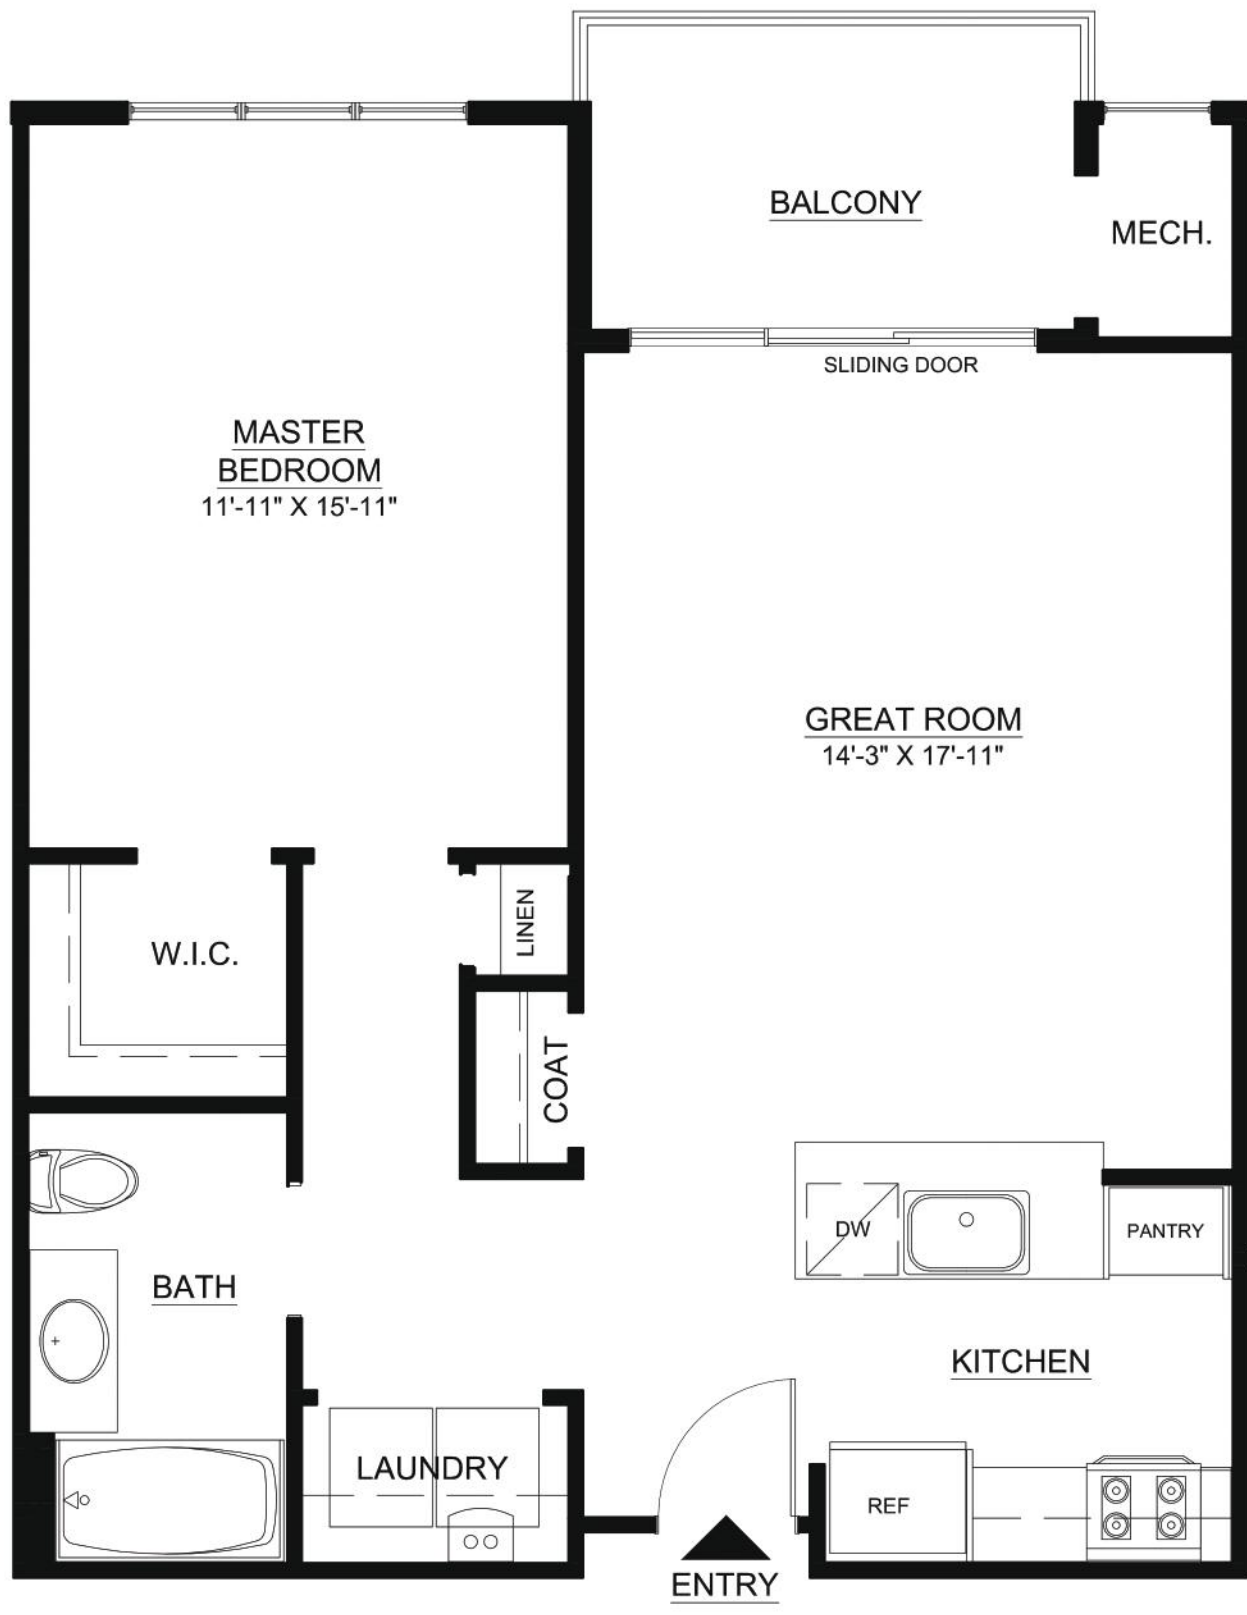 BALCONY
MECH.
SLIDING DOOR
MASTER
BEDROOM
11'-11" X 15'-11"
GREAT ROOM
14'-3" X 17'-11"
LINEN
W.I.C.
COAT
DW
PANTRY
BATH
KITCHEN
LAUNDRY
REF
ENTRY